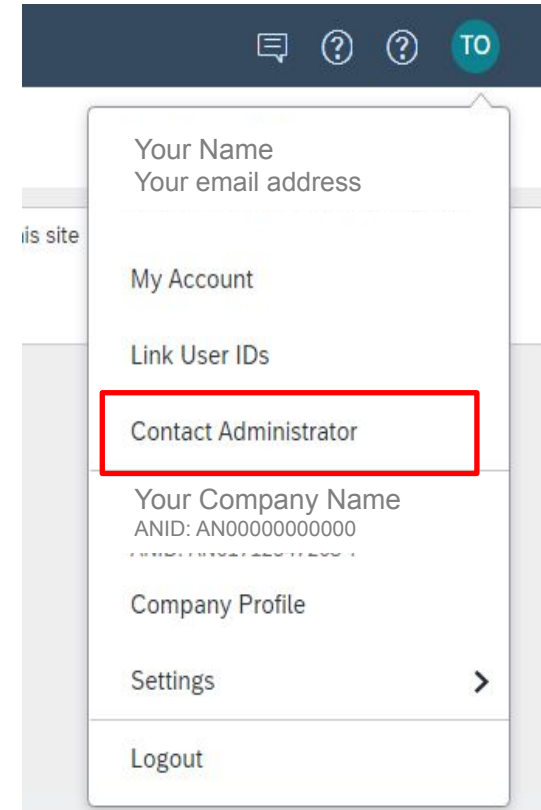 TO
Your Name
Your email address
is site
My Account
Link User IDs
Contact Administrator
Your Company Name
ANID: AN00000000000
Company Profile
Settings
Logout